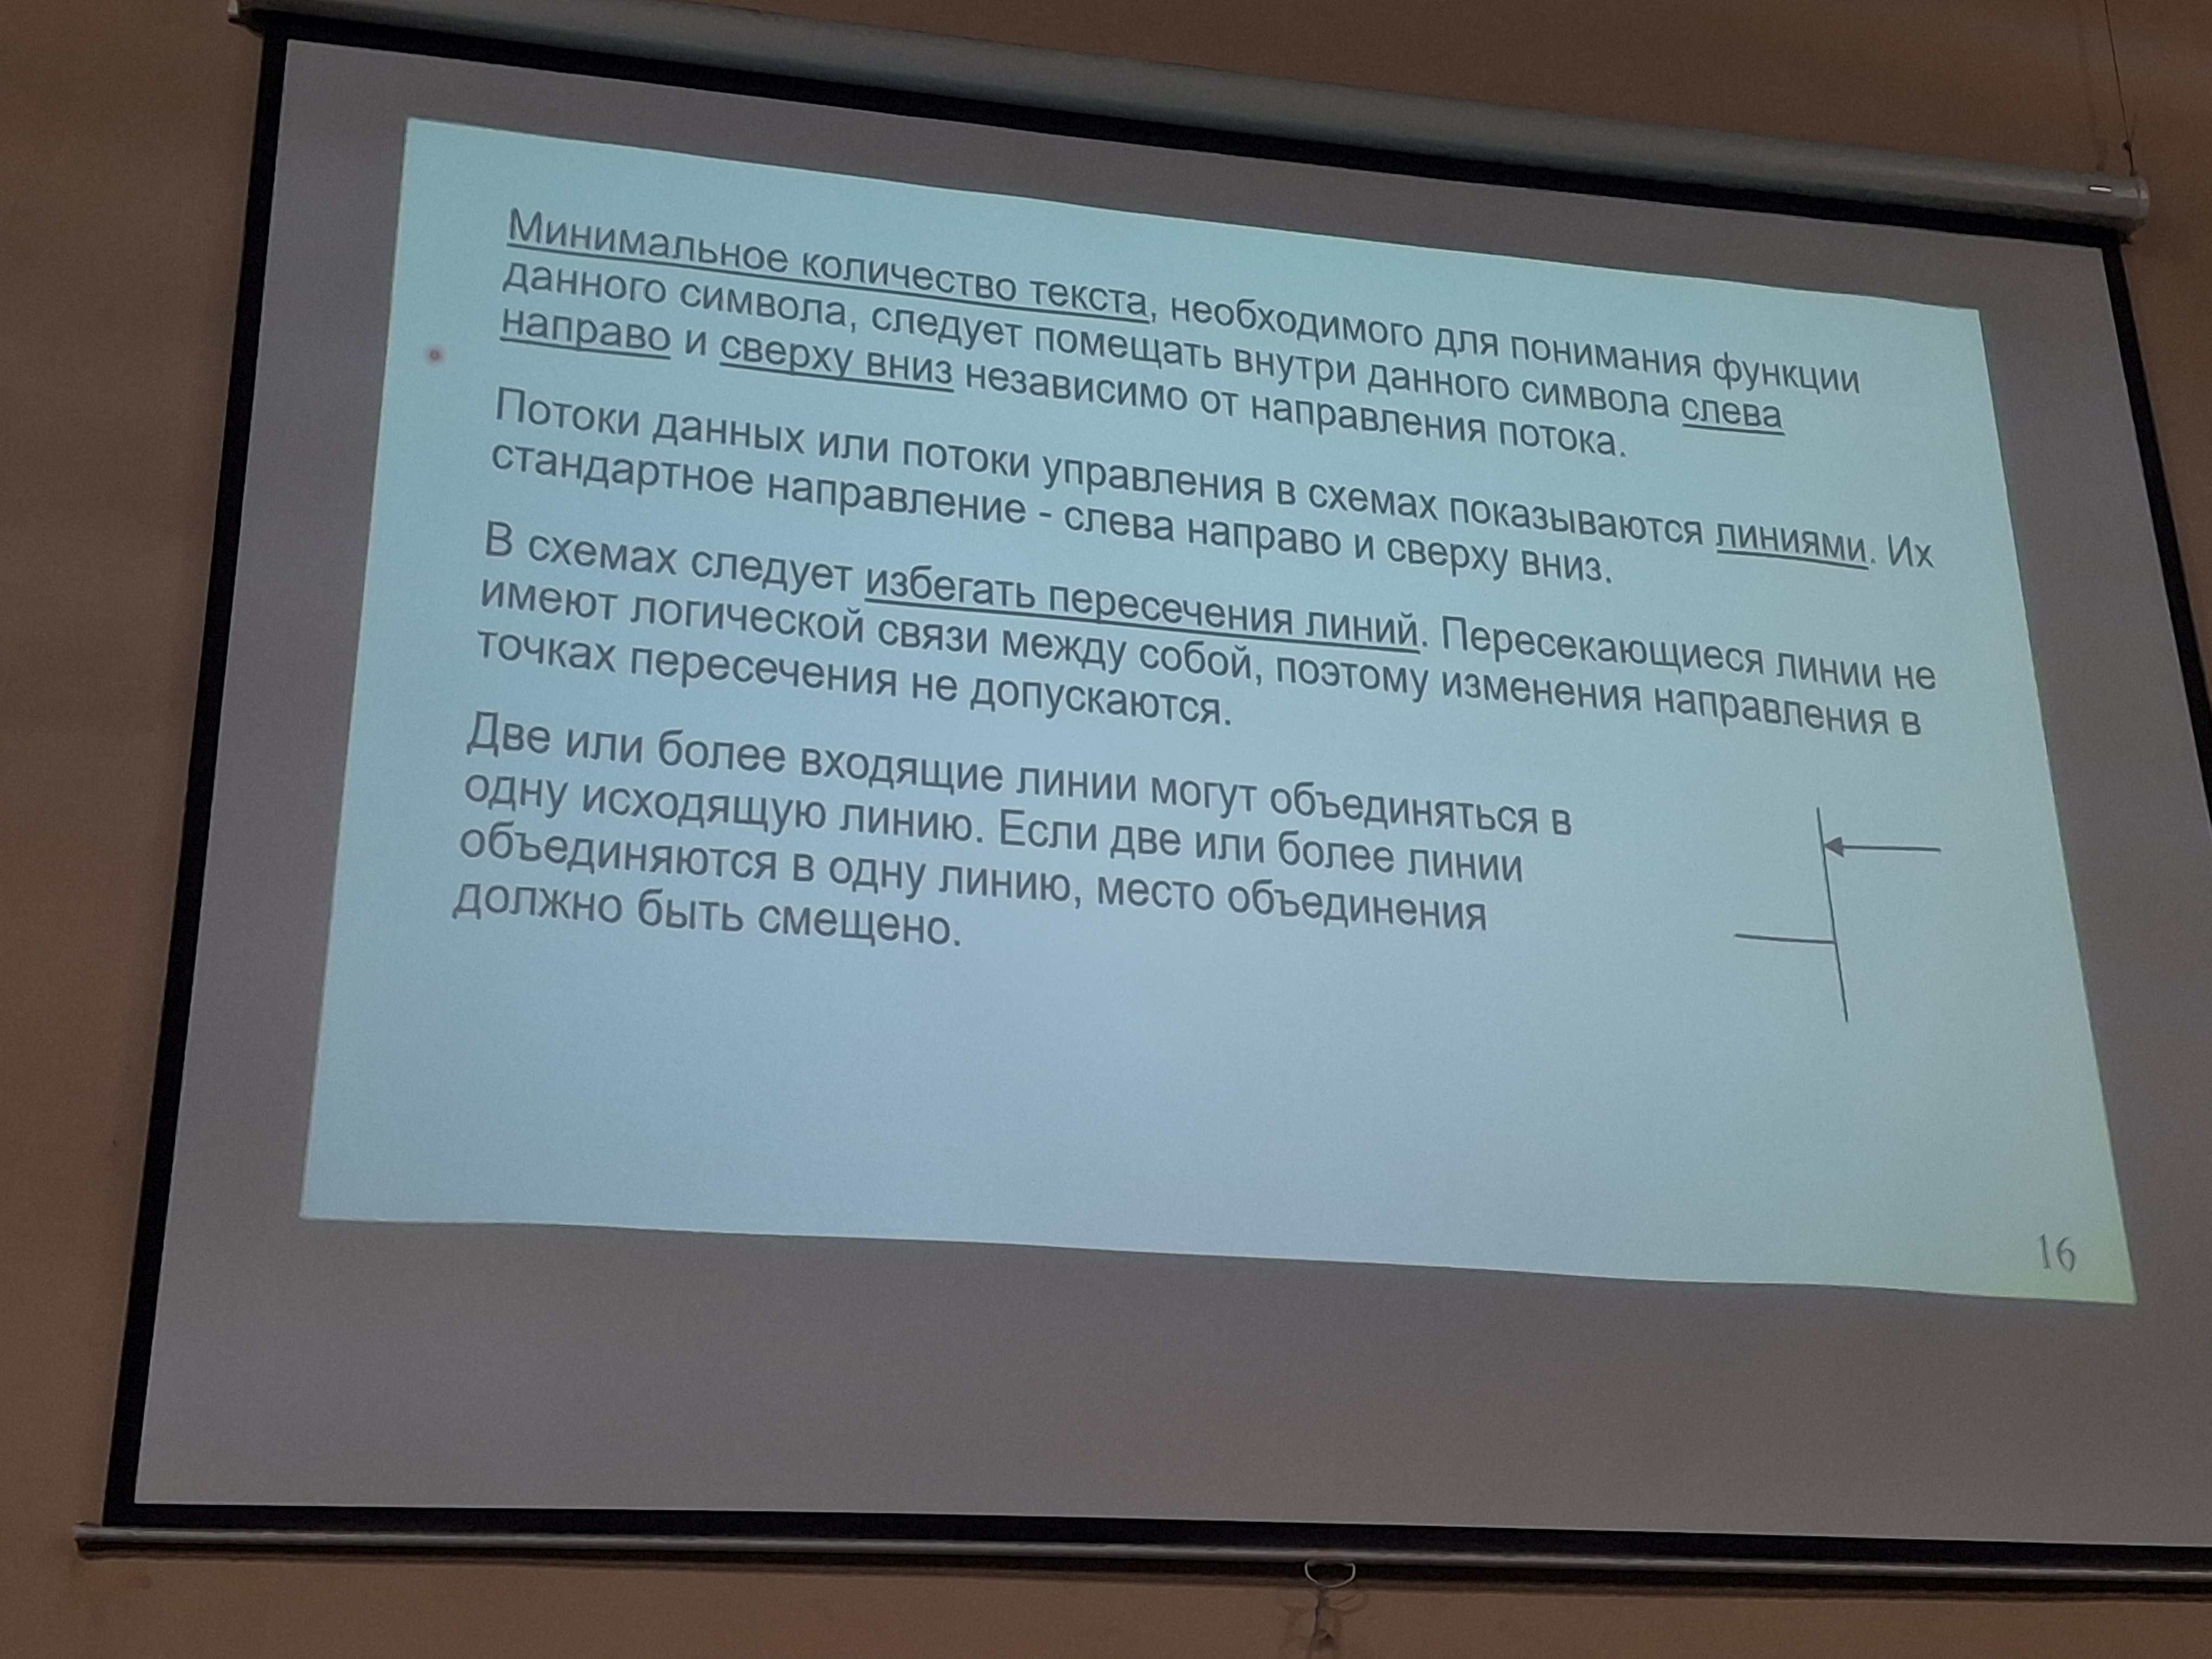 Минимальное количество текста, необходимого для понимания функции
данного символа, следует помещать внутри данного символа слева
направо и сверху вниз независимо от направления потока.
Потоки данных или потоки управления в схемах показываются линиями. Их
стандартное направление - слева направо и сверху вниз.
В схемах следует избегать пересечения линий. Пересекающиеся линии не
имеют логической связи между собой, поэтому изменения направления в
точках пересечения не допускаются.
Две или более входящие линии могут объединяться в
одну исходящую линию. Если две или более линии
объединяются в одну линию, место объединения
должно быть смещено.
16